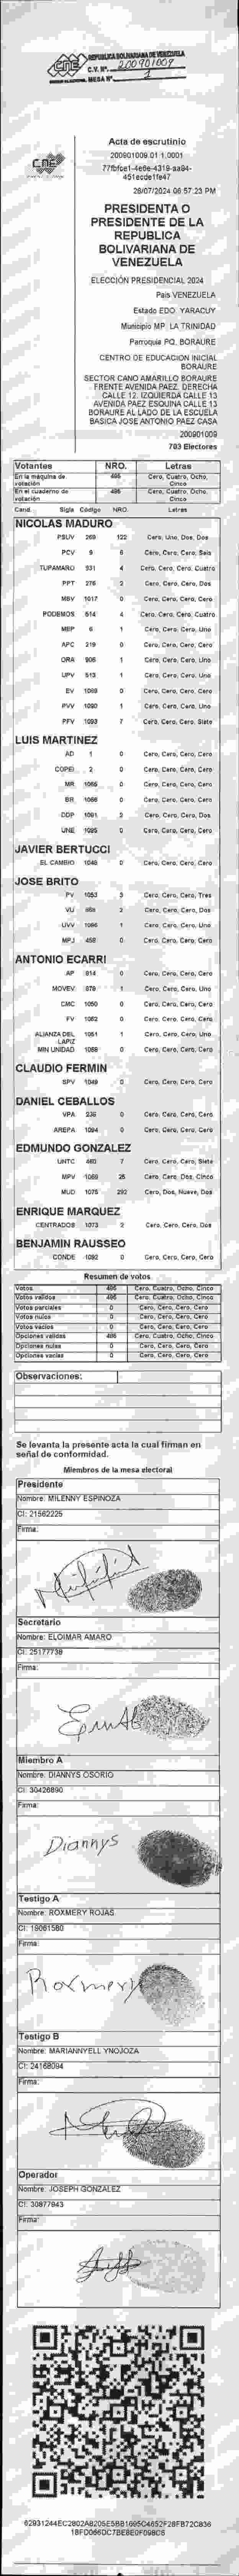 CNE
REPUBLICA BOLIVARIANA DE VENEZUELA
C.V. Nº. 200901009
MESA Nº. 1
CNE
Acta de escrutinio
200901009.01.1.0001
28/07/2024 06:57:23 PM
PRESIDENTA O
PRESIDENTE DE LA
REPUBLICA
BOLIVARIANA DE
VENEZUELA
ELECCIÓN PRESIDENCIAL 2024
País VENEZUELA
Estado EDO. YARACUY
Municipio MP. LA TRINIDAD
Parroquia PQ. BORAURE
CENTRO DE EDUCACION INICIAL
BORAURE
SECTOR CANO AMARILLO BORAURE
FRENTE AVENIDA PAEZ. DERECHA
CALLE 12. IZQUIERDA CALLE 13
AVENIDA PAEZ ESQUINA CALLE 13
BORAURE AL LADO DE LA ESCUELA
BASICA JOSE ANTONIO PAEZ CASA
200901009
703 Electores
Votantes NRO. Letras
En la máquina de votación 485 Cero, Cuatro, Ocho, Cinco
En el cuaderno de votación 485 Cero, Cuatro, Ocho, Cinco
Cand. Sigla Código NRO. Letras
NICOLAS MADURO
PSUV 269 122 Cero, Uno, Dos, Dos
PCV 9 6 Cero, Cero, Cero, Seis
TUPAMARO 931 4 Cero, Cero, Cero, Cuatro
PPT 276 2 Cero, Cero, Cero, Dos
MSV 1017 0 Cero, Cero, Cero, Cero
PODEMOS 514 4 Cero, Cero, Cero, Cuatro
MEP 6 1 Cero, Cero, Cero, Uno
APC 219 0 Cero, Cero, Cero, Cero
ORA 906 1 Cero, Cero, Cero, Uno
UPV 513 1 Cero, Cero, Cero, Uno
EV 1089 0 Cero, Cero, Cero, Cero
PVV 1090 1 Cero, Cero, Cero, Uno
PFV 1093 7 Cero, Cero, Cero, Siete
LUIS MARTINEZ
AD 1 0 Cero, Cero, Cero, Cero
COPEI 2 0 Cero, Cero, Cero, Cero
MR 1065 0 Cero, Cero, Cero, Cero
BR 1066 0 Cero, Cero, Cero, Cero
DDP 1091 2 Cero, Cero, Cero, Dos
UNE 1095 0 Cero, Cero, Cero, Cero
JAVIER BERTUCCI
EL CAMBIO 1046 0 Cero, Cero, Cero, Cero
JOSE BRITO
PV 1053 3 Cero, Cero, Cero, Tres
VU 868 2 Cero, Cero, Cero, Dos
UVV 1096 1 Cero, Cero, Cero, Uno
MPJ 458 0 Cero, Cero, Cero, Cero
ANTONIO ECARRI
AP 914 0 Cero, Cero, Cero, Cero
MOVEV 879 1 Cero, Cero, Cero, Uno
CMC 1050 0 Cero, Cero, Cero, Cero
FV 1062 0 Cero, Cero, Cero, Cero
ALIANZA DEL LAPIZ 1051 1 Cero, Cero, Cero, Uno
MIN UNIDAD 1058 0 Cero, Cero, Cero, Cero
CLAUDIO FERMIN
SPV 1049 0 Cero, Cero, Cero, Cero
DANIEL CEBALLOS
VPA 236 0 Cero, Cero, Cero, Cero
AREPA 1094 0 Cero, Cero, Cero, Cero
EDMUNDO GONZALEZ
UNTC 460 7 Cero, Cero, Cero, Siete
MPV 1069 25 Cero, Cero, Dos, Cinco
MUD 1075 292 Cero, Dos, Nueve, Dos
ENRIQUE MARQUEZ
CENTRADOS 1073 2 Cero, Cero, Cero, Dos
BENJAMIN RAUSSEO
CONDE 1092 0 Cero, Cero, Cero, Cero
Resumen de votos
Votos 485 Cero, Cuatro, Ocho, Cinco
Votos válidos 485 Cero, Cuatro, Ocho, Cinco
Votos parciales 0 Cero, Cero, Cero, Cero
Votos nulos 0 Cero, Cero, Cero, Cero
Votos vacíos 0 Cero, Cero, Cero, Cero
Opciones válidas 485 Cero, Cuatro, Ocho, Cinco
Opciones nulas 0 Cero, Cero, Cero, Cero
Opciones vacías 0 Cero, Cero, Cero, Cero
Observaciones:
Se levanta la presente acta la cual firman en
señal de conformidad.
Miembros de la mesa electoral
Presidente
Nombre: MILENNY ESPINOZA
CI: 21562225
Firma:
Secretario
Nombre: ELOIMAR AMARO
CI: 25177738
Firma:
Miembro A
Nombre: DIANNYS OSORIO
CI: 30426890
Firma:
Diannys
Testigo A
Nombre: ROXMERY ROJAS
CI: 19061580
Firma:
Roxmery
Testigo B
Nombre: MARIANNYELL YNOJOZA
CI: 24168094
Firma:
Operador
Nombre: JOSEPH GONZALEZ
CI: 30877943
Firma: